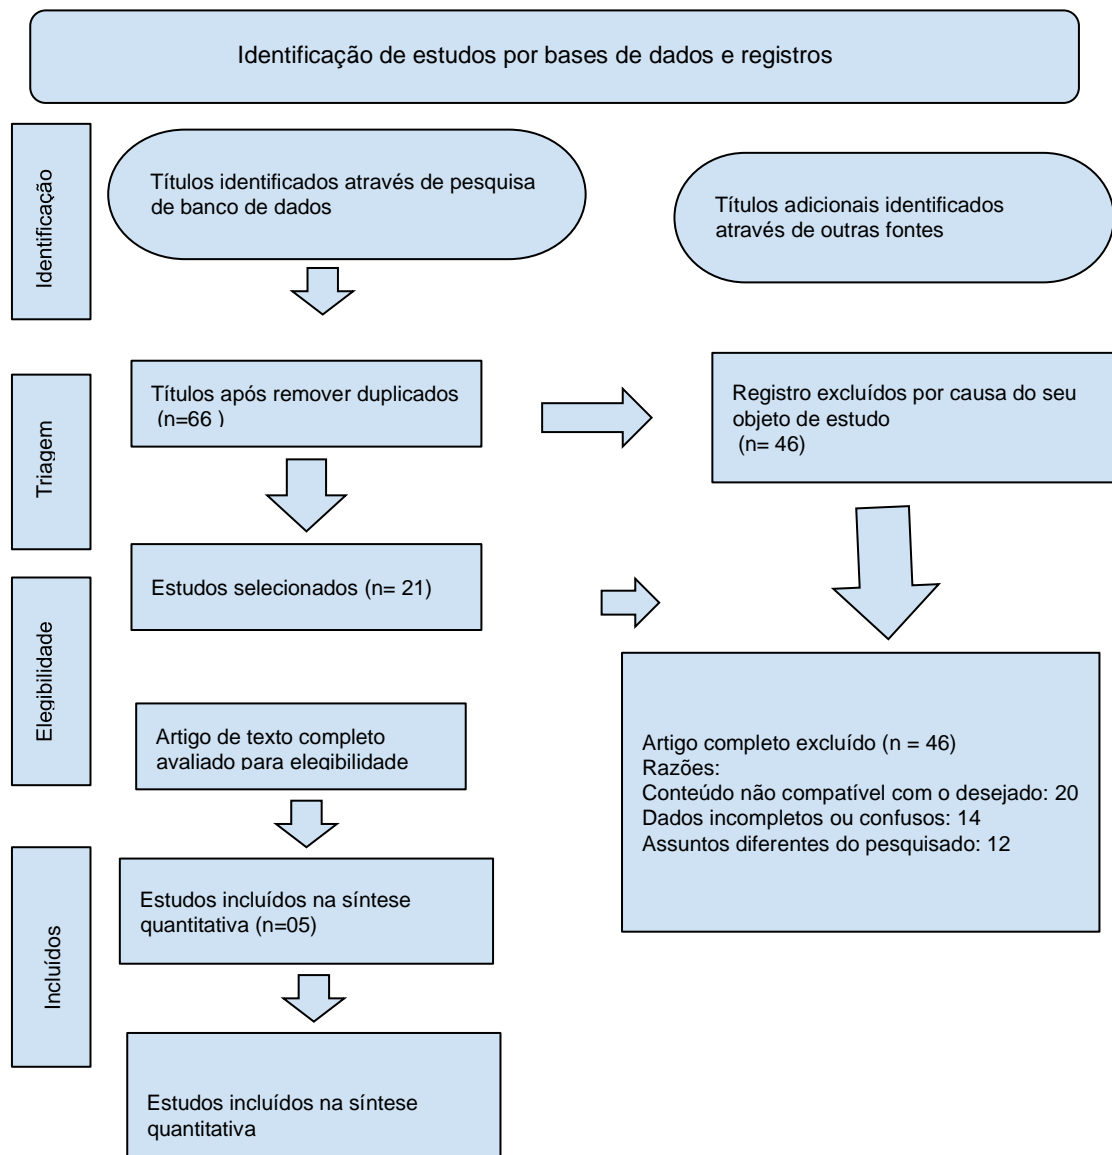 Identificação de estudos por bases de dados e registros
Identificação
Títulos identificados através de pesquisa
de banco de dados
Títulos adicionais identificados
através de outras fontes
Triagem
Títulos após remover duplicados
(n=66 )
Registro excluídos por causa do seu
objeto de estudo
(n= 46)
Estudos selecionados (n= 21)
Elegibilidade
Artigo de texto completo
avaliado para elegibilidade
Artigo completo excluído (n = 46)
Razões:
Conteúdo não compatível com o desejado: 20
Dados incompletos ou confusos: 14
Assuntos diferentes do pesquisado: 12
Incluídos
Estudos incluídos na síntese
quantitativa (n=05)
Estudos incluídos na síntese
quantitativa